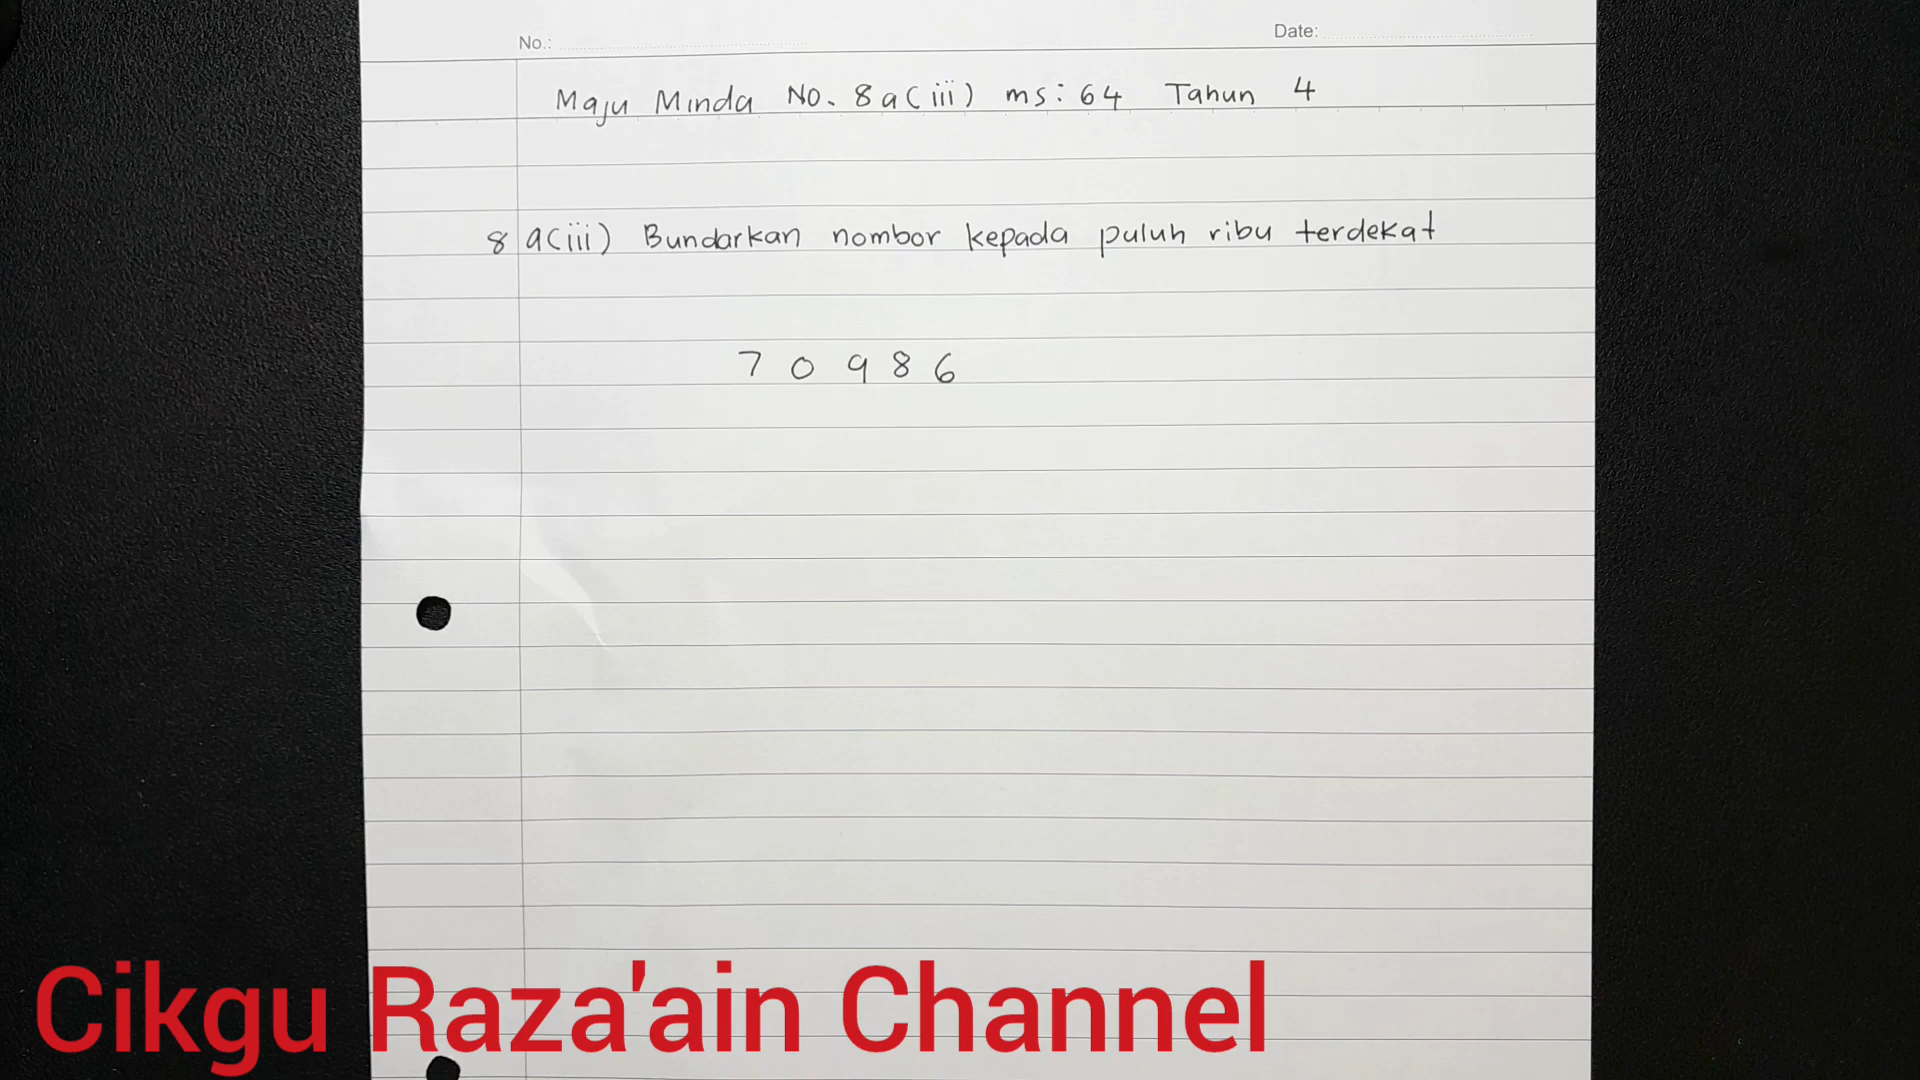 No.: Date:
Maju Minda No. 8a(iii) ms: 64 Tahun 4
8 a(iii) Bundarkan nombor kepada puluh ribu terdekat
7 0 9 8 6
Cikgu Raza'ain Channel